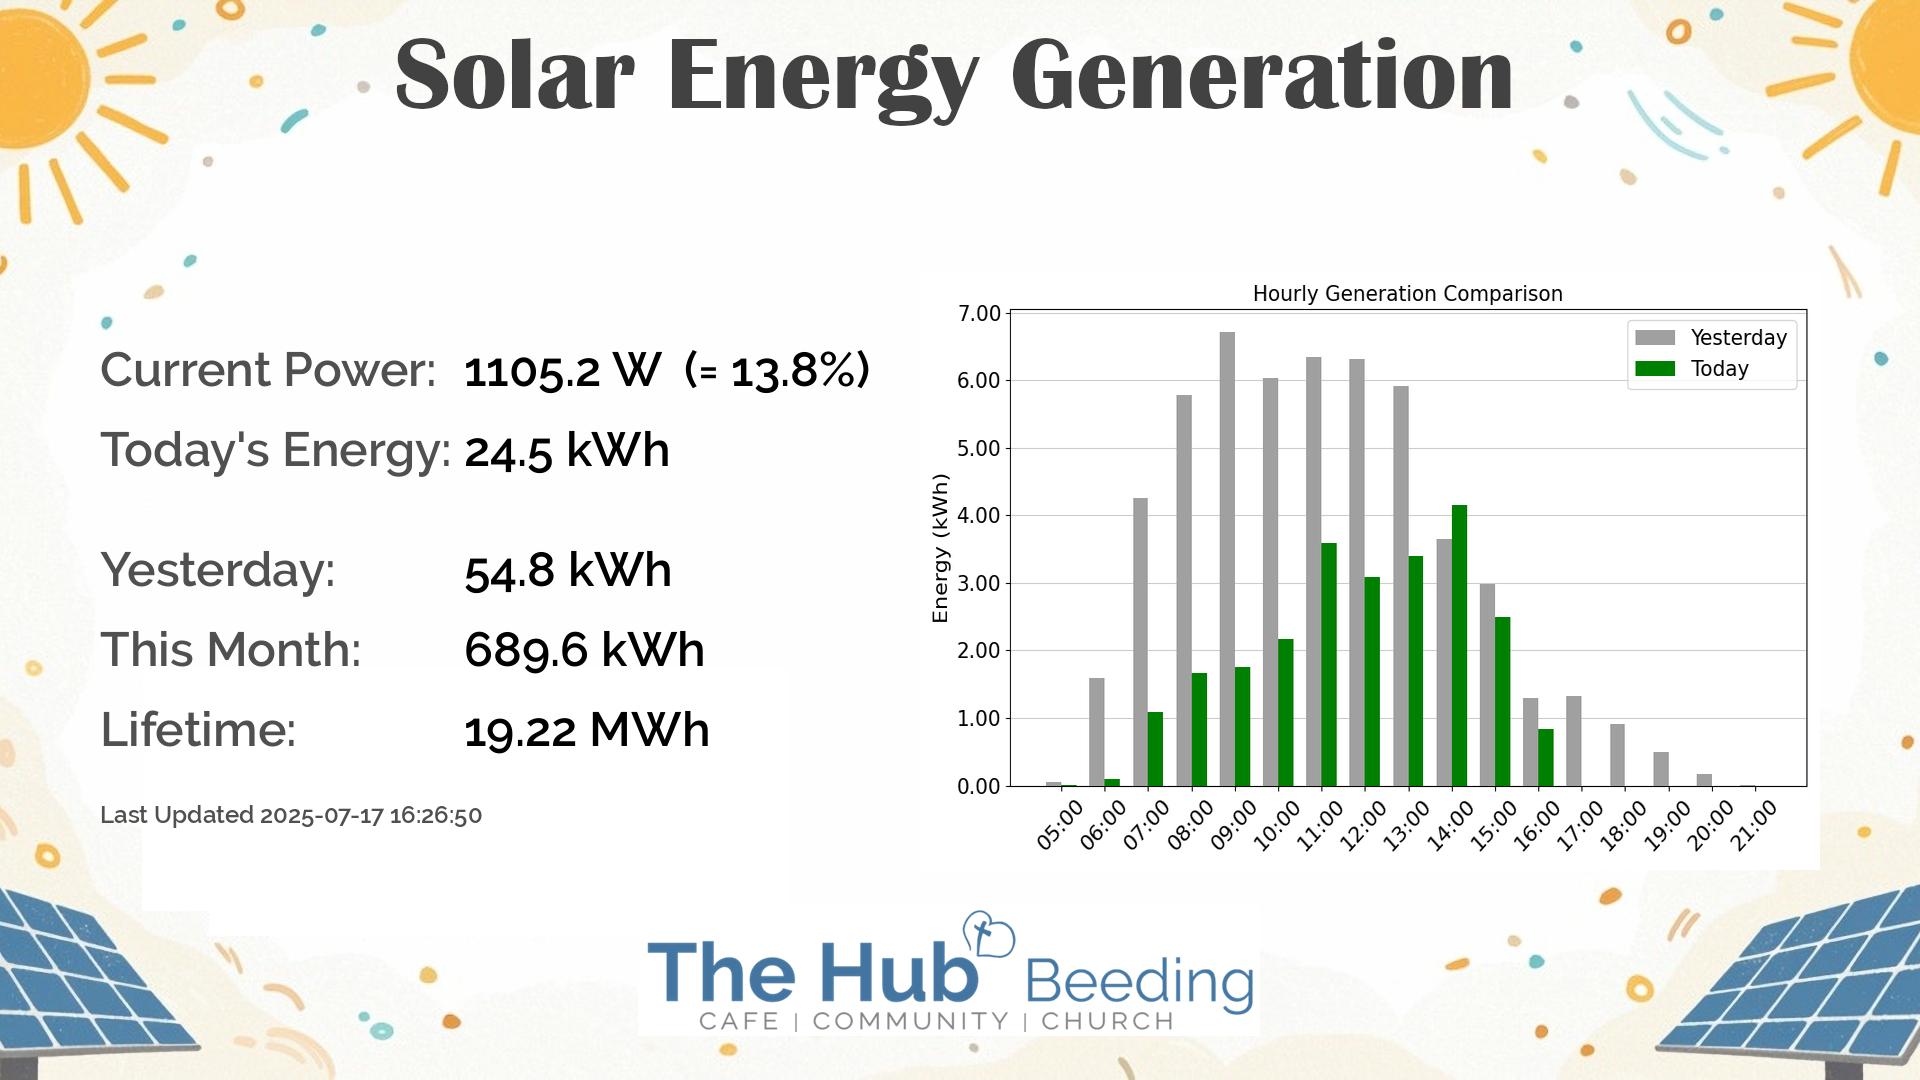 Solar Energy Generation
Current Power: 1105.2 W (= 13.8%)
Today's Energy: 24.5 kWh
Yesterday: 54.8 kWh
This Month: 689.6 kWh
Lifetime: 19.22 MWh
Last Updated 2025-07-17 16:26:50
Hourly Generation Comparison
Yesterday
Today
Energy (kWh)
7.00
6.00
5.00
4.00
3.00
2.00
1.00
0.00
05:00 06:00 07:00 08:00 09:00 10:00 11:00 12:00 13:00 14:00 15:00 16:00 17:00 18:00 19:00 20:00 21:00
The Hub Beeding
CAFE | COMMUNITY | CHURCH